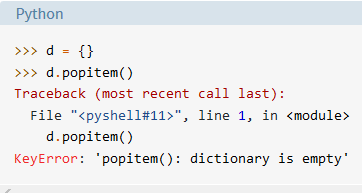 Python
>>> d = {}
>>> d.popitem()
Traceback (most recent call last):
  File "<pyshell#11>", line 1, in <module>
    d.popitem()
KeyError: 'popitem(): dictionary is empty'